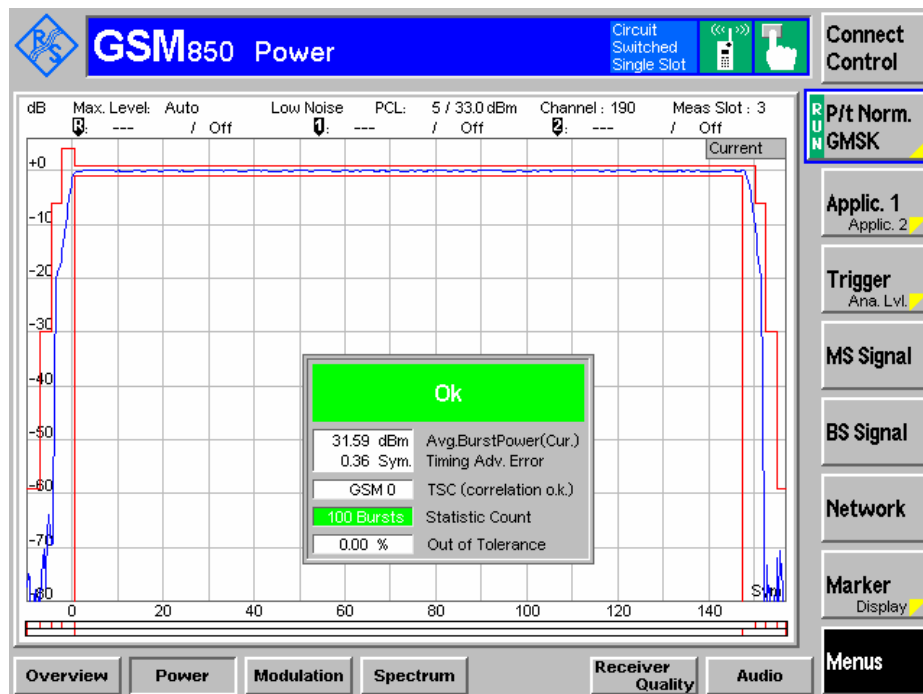 R S
GSM850 Power
Circuit
Switched
Single Slot
Connect
Control
dB Max. Level: Auto Low Noise PCL: 5 / 33.0 dBm Channel : 190 Meas Slot : 3
R: --- / Off 1: --- / Off 2: --- / Off
Current
RUN
P/t Norm.
GMSK
Applic. 1
Applic. 2
Trigger
Ana. Lvl.
MS Signal
BS Signal
Network
Marker
Display
Menus
+0
-10
-20
-30
-40
-50
-60
-70
-80
Ok
31.59 dBm Avg.BurstPower(Cur.)
0.36 Sym. Timing Adv. Error
GSM 0 TSC (correlation o.k.)
100 Bursts Statistic Count
0.00 % Out of Tolerance
0 20 40 60 80 100 120 140
Overview Power Modulation Spectrum Receiver Quality Audio